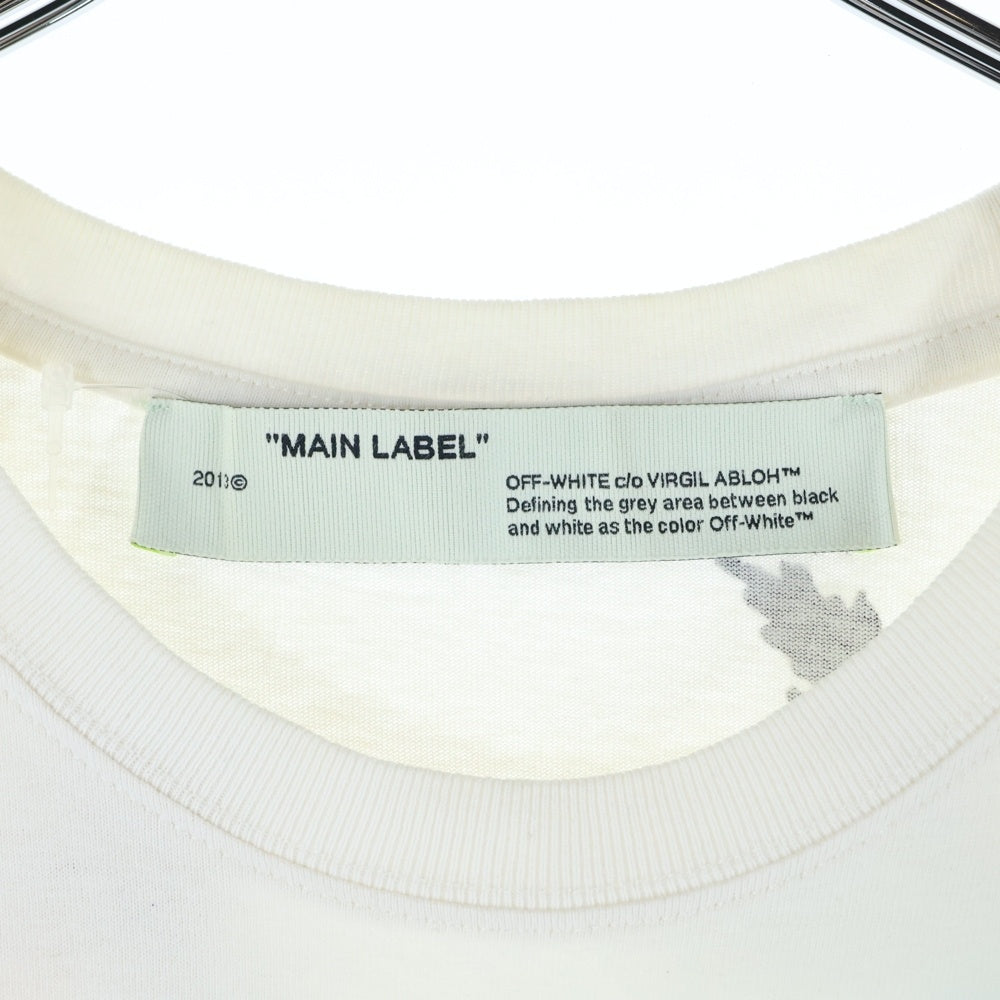 "MAIN LABEL"
2013©
OFF-WHITE c/o VIRGIL ABLOH™
Defining the grey area between black
and white as the color Off-White™